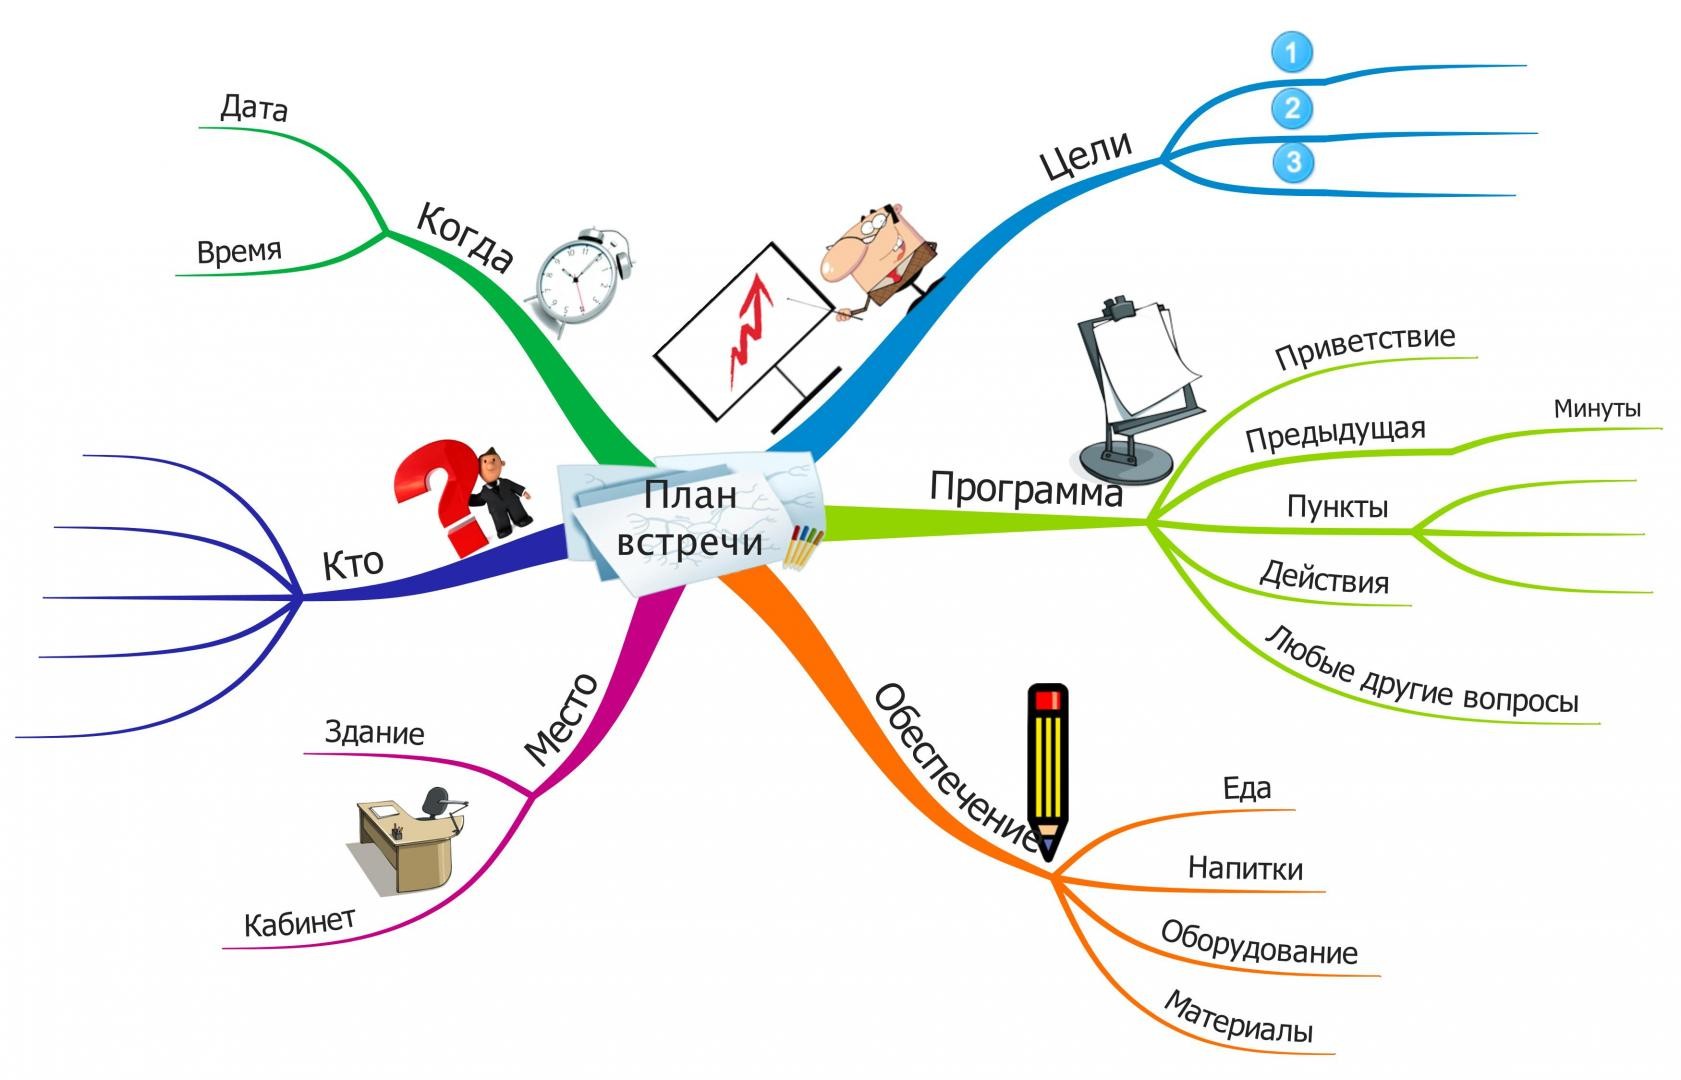 План
встречи
Цели
1
2
3
Программа
Приветствие
Предыдущая
Минуты
Пункты
Действия
Любые другие вопросы
Обеспечение
Еда
Напитки
Оборудование
Материалы
Место
Здание
Кабинет
Кто
Когда
Дата
Время